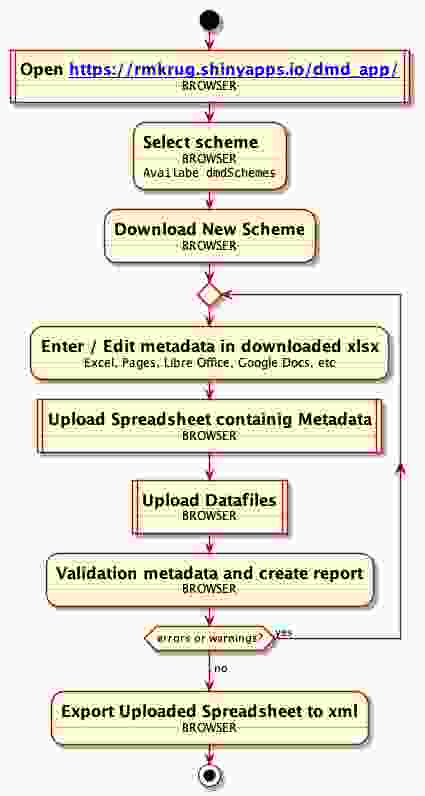 Open https://rmkrug.shinyapps.io/dmd_app/
BROWSER
Select scheme
BROWSER
Availabe dmdSchemes
Download New Scheme
BROWSER
Enter / Edit metadata in downloaded xlsx
Excel, Pages, Libre Office, Google Docs, etc
Upload Spreadsheet containig Metadata
BROWSER
Upload Datafiles
BROWSER
Validation metadata and create report
BROWSER
errors or warnings?
yes
no
Export Uploaded Spreadsheet to xml
BROWSER